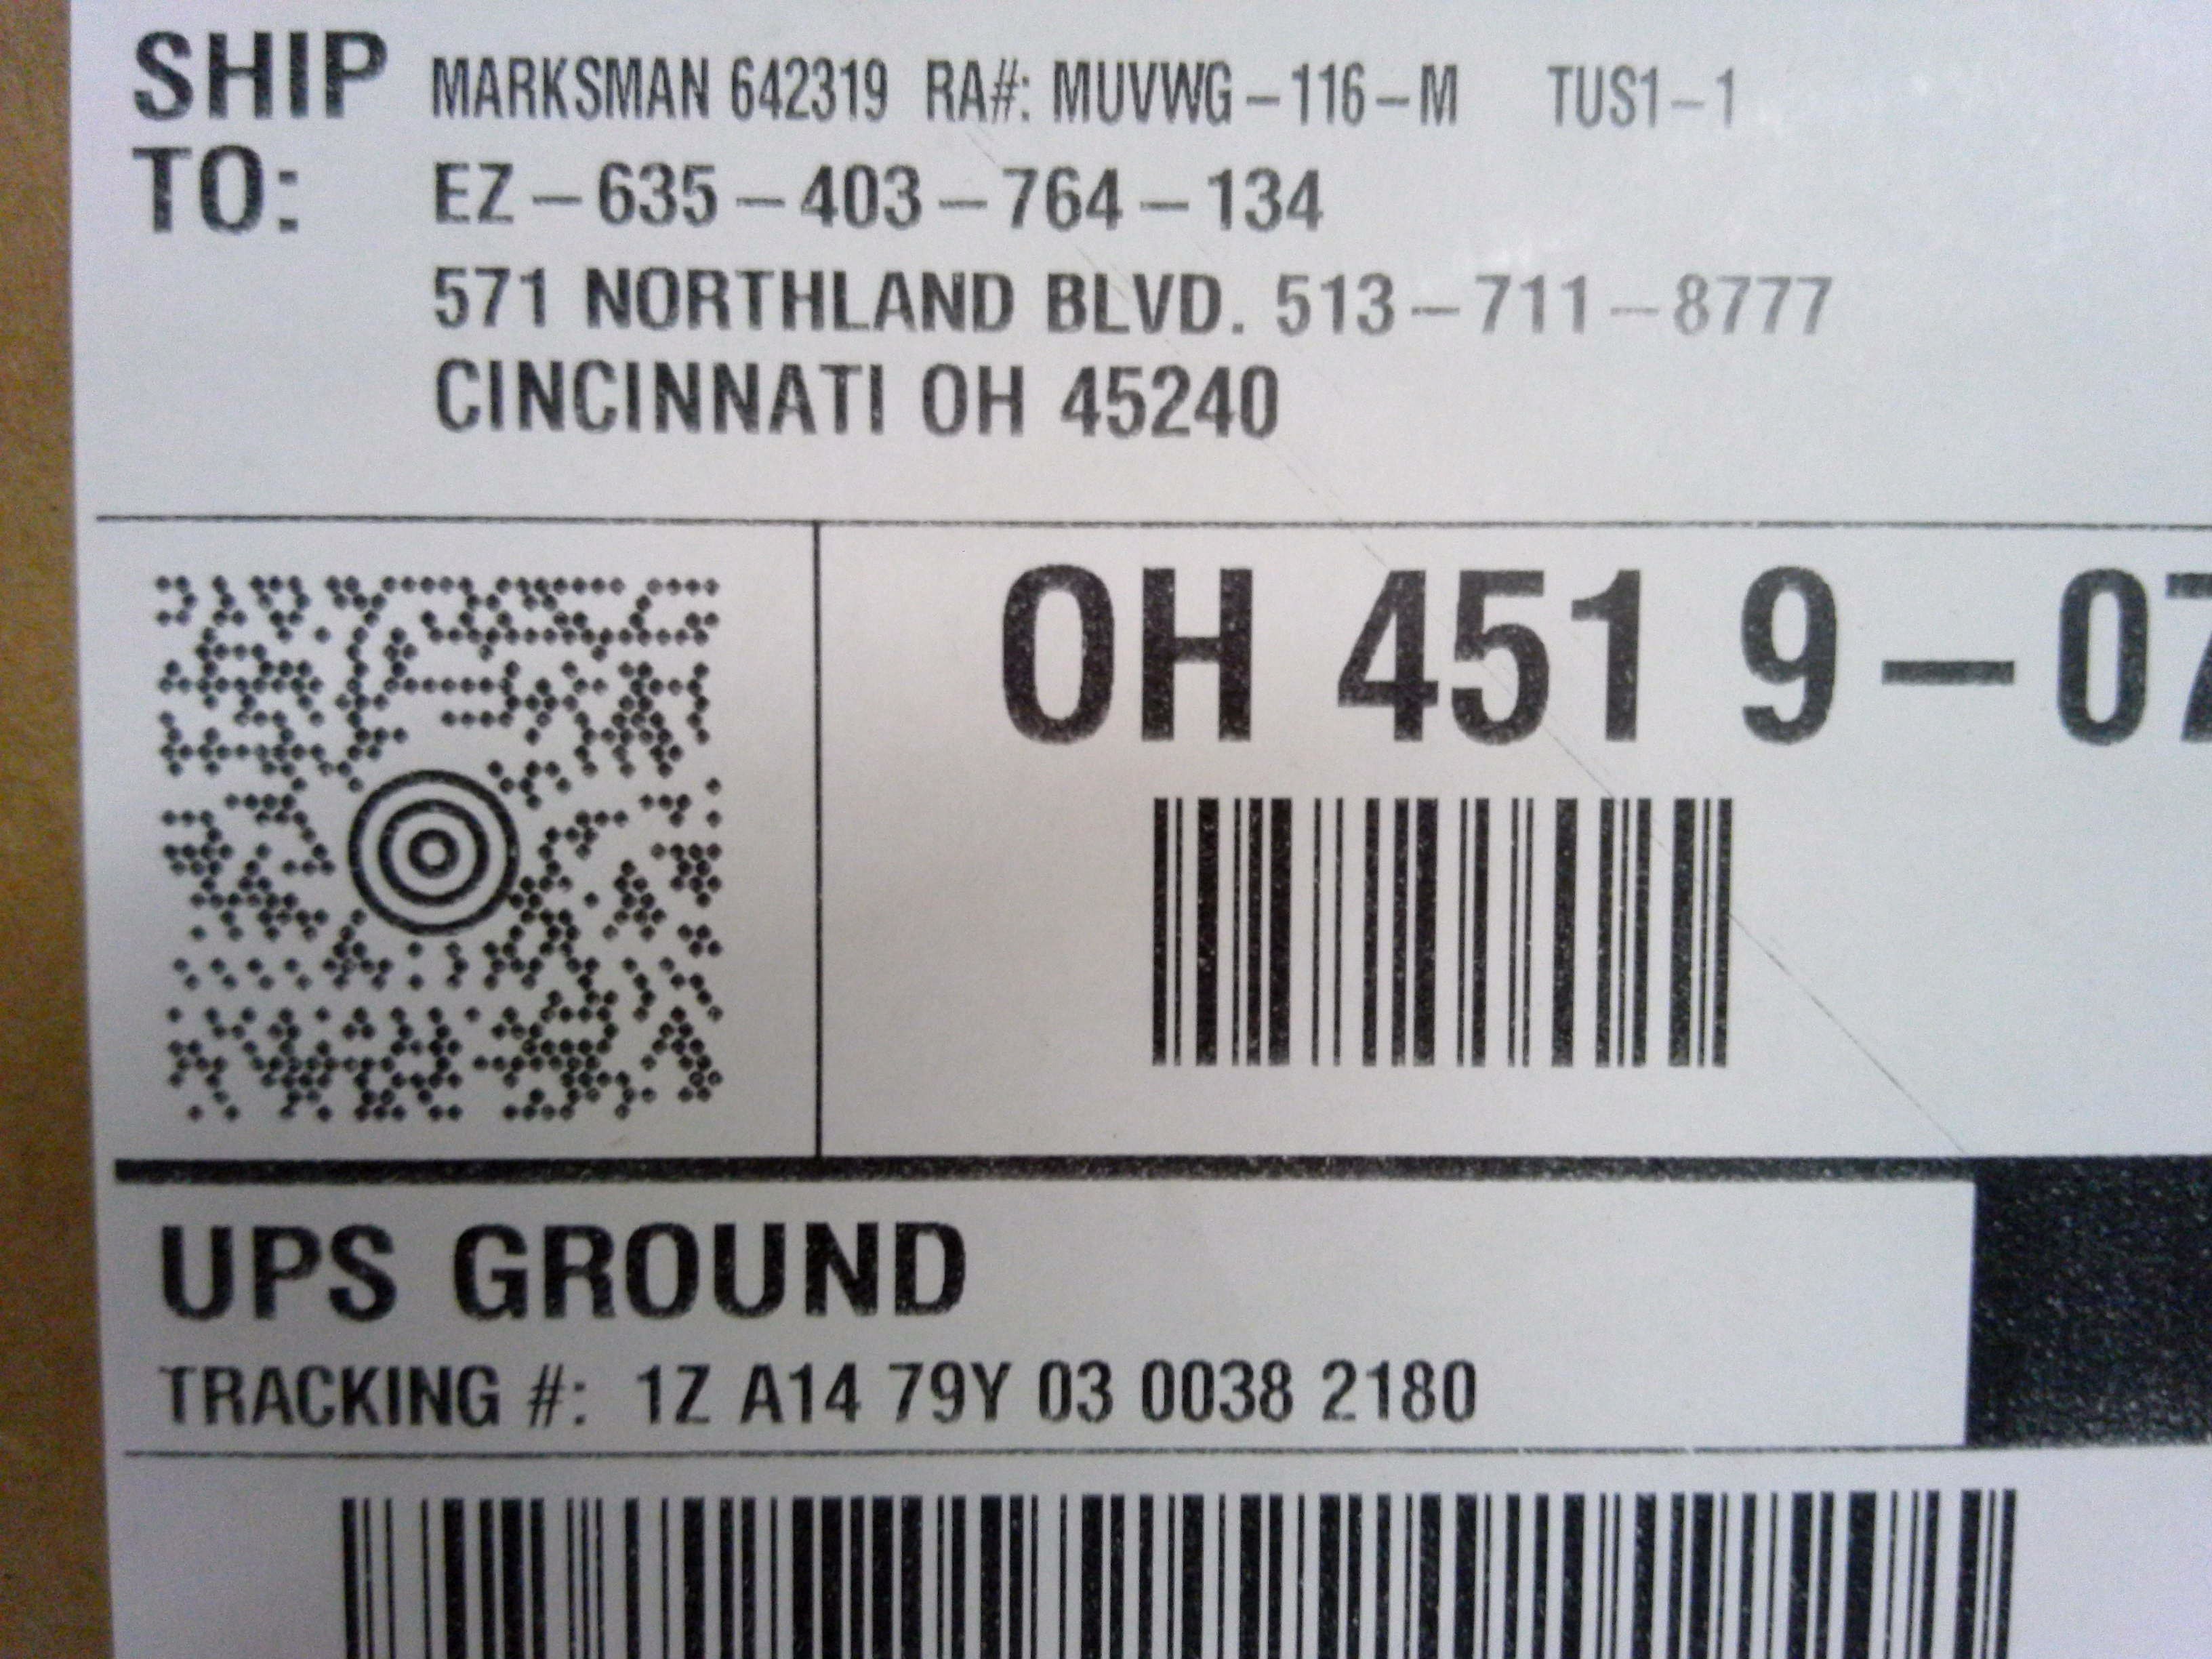 SHIP TO:
MARKSMAN 642319 RA#: MUVWG-116-M TUS1-1
EZ-635-403-764-134
571 NORTHLAND BLVD. 513-711-8777
CINCINNATI OH 45240
OH 451 9-07
UPS GROUND
TRACKING #: 1Z A14 79Y 03 0038 2180